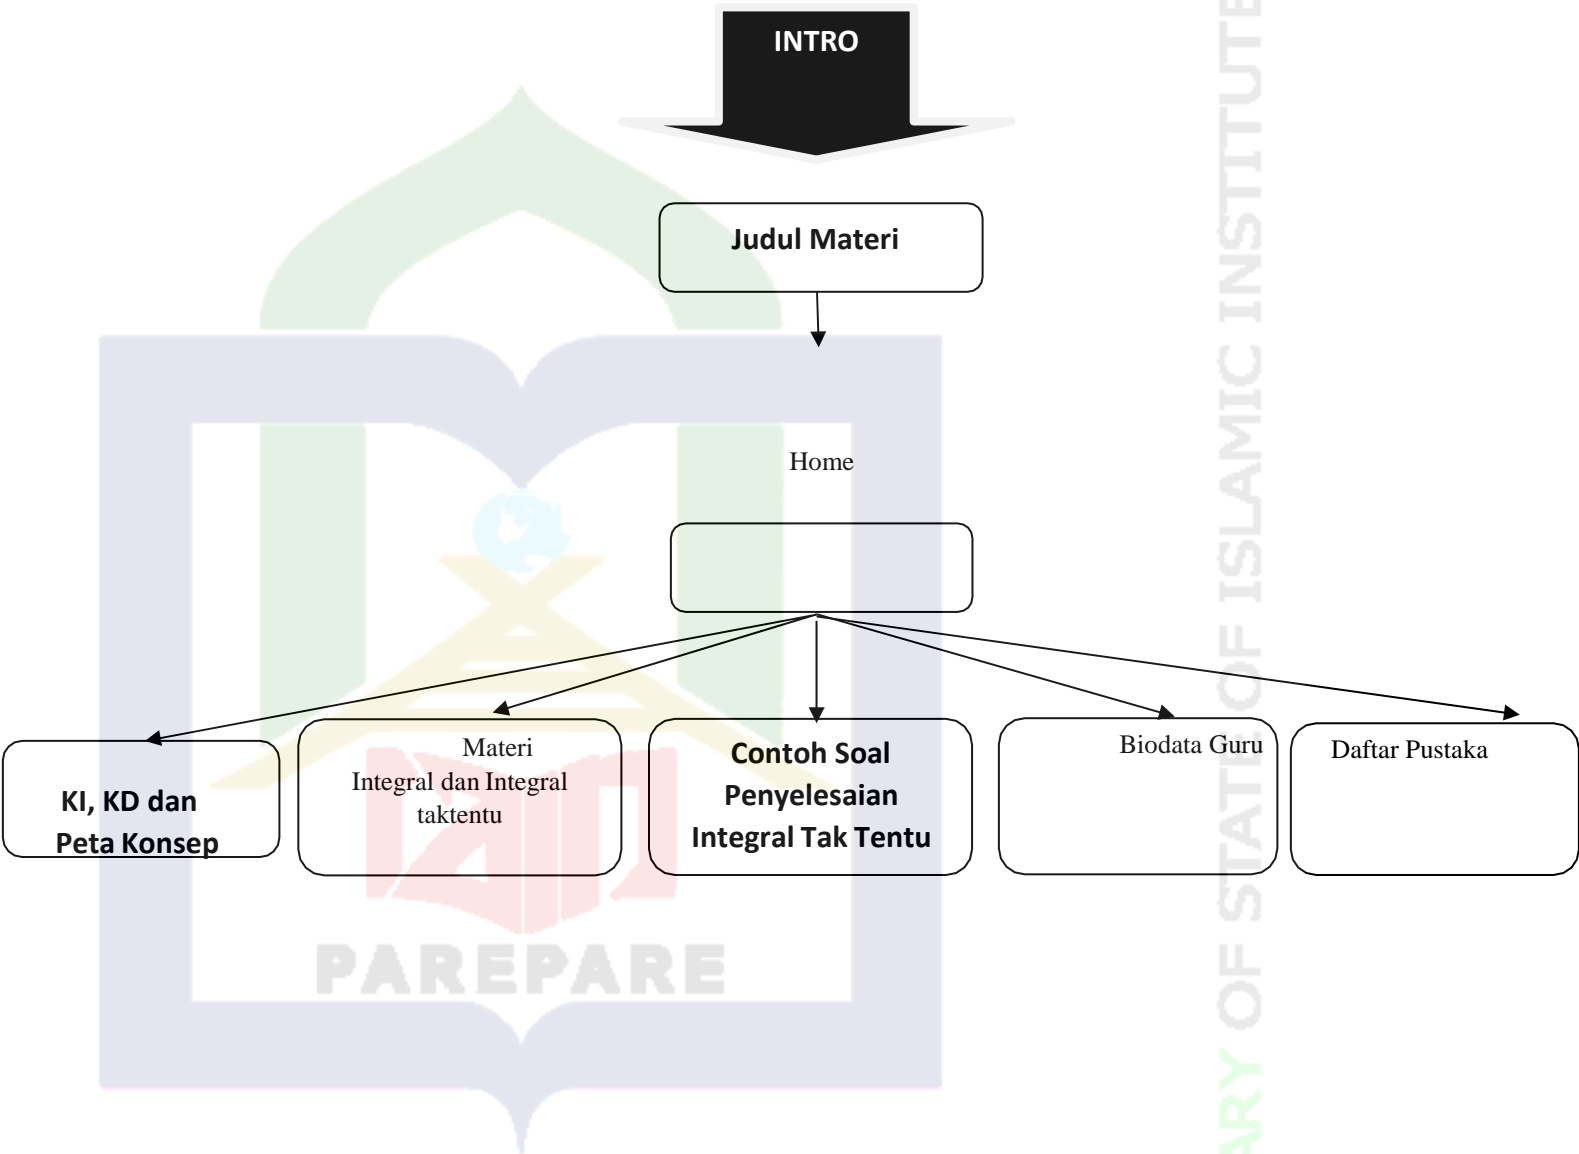 INTRO
Judul Materi
Home
KI, KD dan
Peta Konsep
Materi
Integral dan Integral
taktentu
Contoh Soal
Penyelesaian
Integral Tak Tentu
Biodata Guru
Daftar Pustaka
PAREPARE
ARY OF STATE OF ISLAMIC INSTITUTE